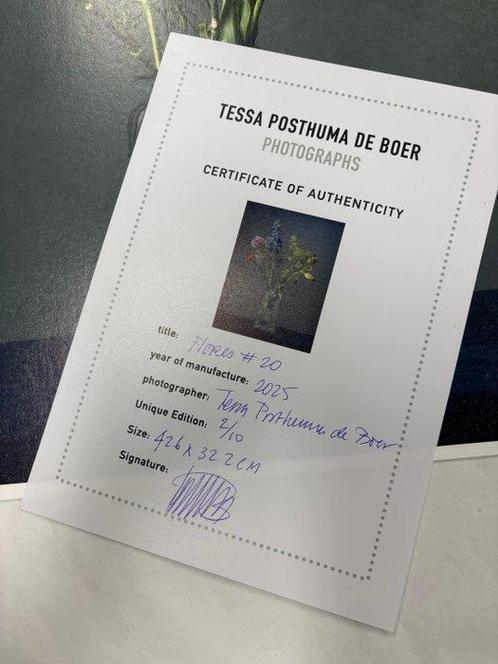 TESSA POSTHUMA DE BOER
PHOTOGRAPHS
CERTIFICATE OF AUTHENTICITY
title: Flores # 20
year of manufacture: 2025
photographer: Tessa Posthuma de Boer
Unique Edition: 2/10
Size: 42,6 x 32,2 CM
Signature: